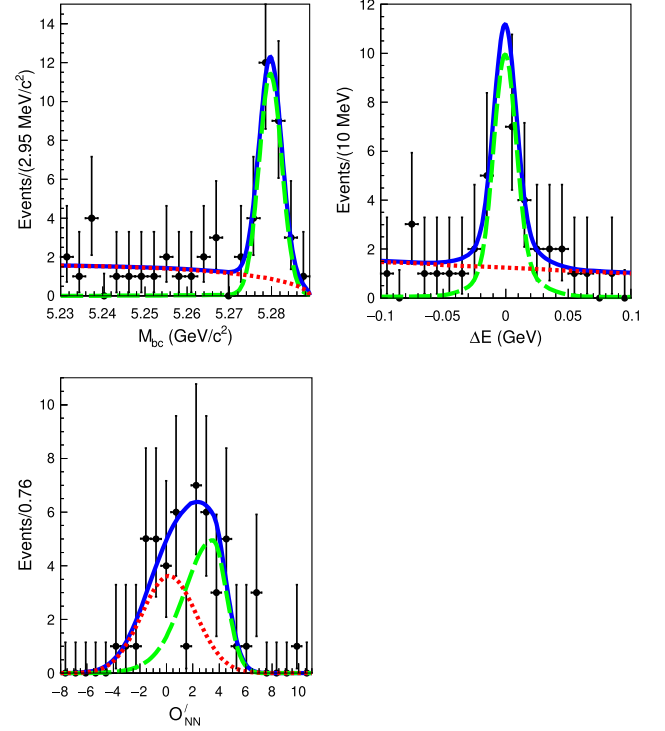 14
12
10
8
6
4
2
0
Events/(2.95 MeV/c²)
5.23 5.24 5.25 5.26 5.27 5.28
M_bc (GeV/c²)
12
10
8
6
4
2
0
Events/(10 MeV)
−0.1 −0.05 0 0.05 0.1
ΔE (GeV)
10
8
6
4
2
0
Events/0.76
−8 −6 −4 −2 0 2 4 6 8 10
O′_NN